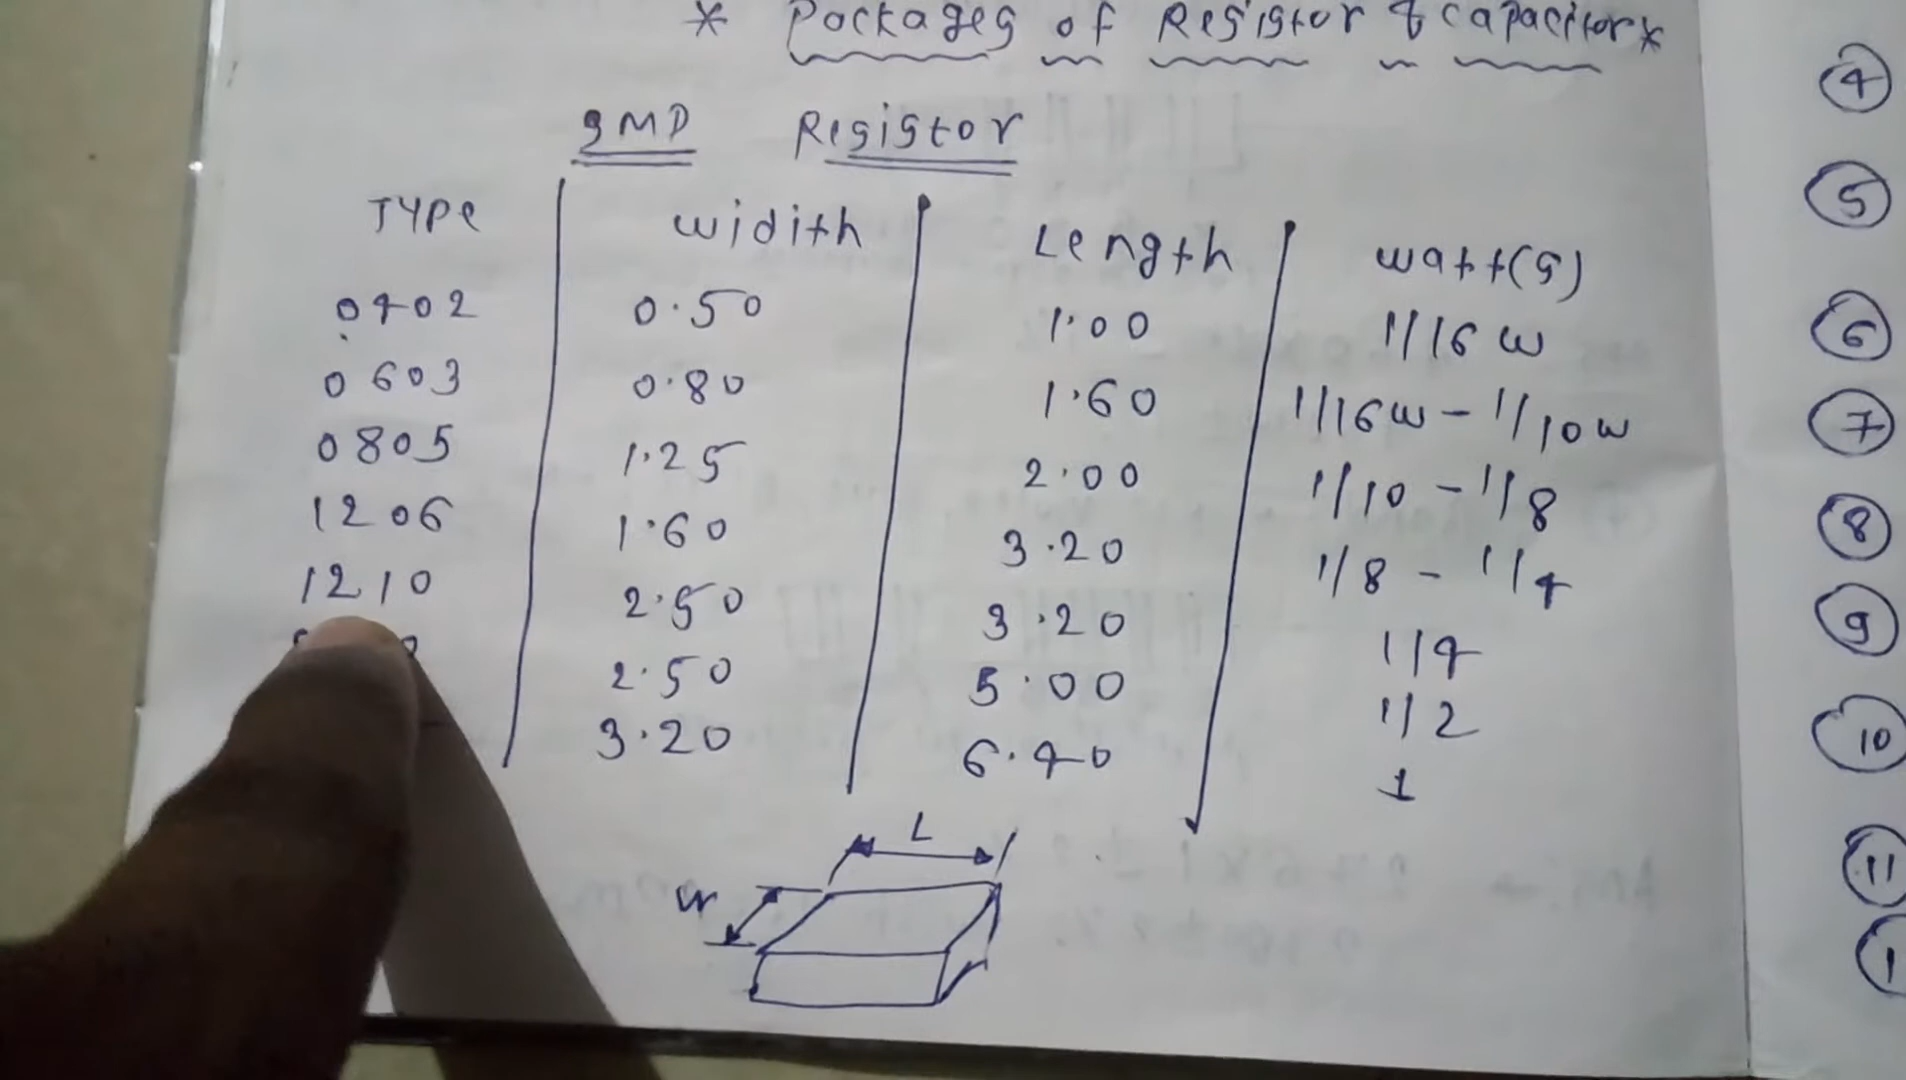 * Packages of Resistor & capacitor *
SMD Resistor
TYPE widith Length watt(s)
0402 0.50 1.00 1/16 w
0603 0.80 1.60 1/16w - 1/10w
0805 1.25 2.00 1/10 - 1/8
1206 1.60 3.20 1/8 - 1/4
1210 2.50 3.20 1/4
2.50 5.00 1/2
3.20 6.40 1
L
W
4
5
6
7
8
9
10
11